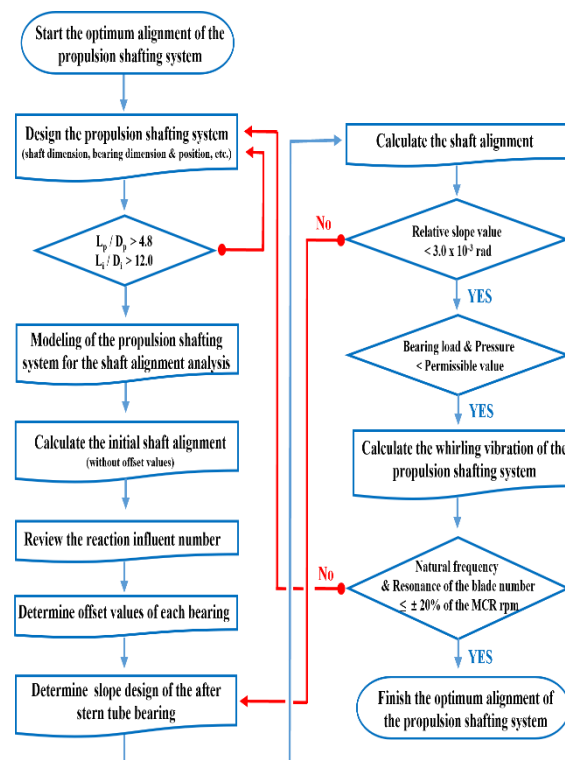 Start the optimum alignment of the
propulsion shafting system
Design the propulsion shafting system
(shaft dimension, bearing dimension & position, etc.)
Lp / Dp > 4.8
Li / Di > 12.0
Modeling of the propulsion shafting
system for the shaft alignment analysis
Calculate the initial shaft alignment
(without offset values)
Review the reaction influent number
Determine offset values of each bearing
Determine slope design of the after
stern tube bearing
Calculate the shaft alignment
No
Relative slope value
< 3.0 x 10-3 rad
YES
Bearing load & Pressure
< Permissible value
YES
Calculate the whirling vibration of the
propulsion shafting system
No
Natural frequency
& Resonance of the blade number
≤ ± 20% of the MCR rpm
YES
Finish the optimum alignment of
the propulsion shafting system